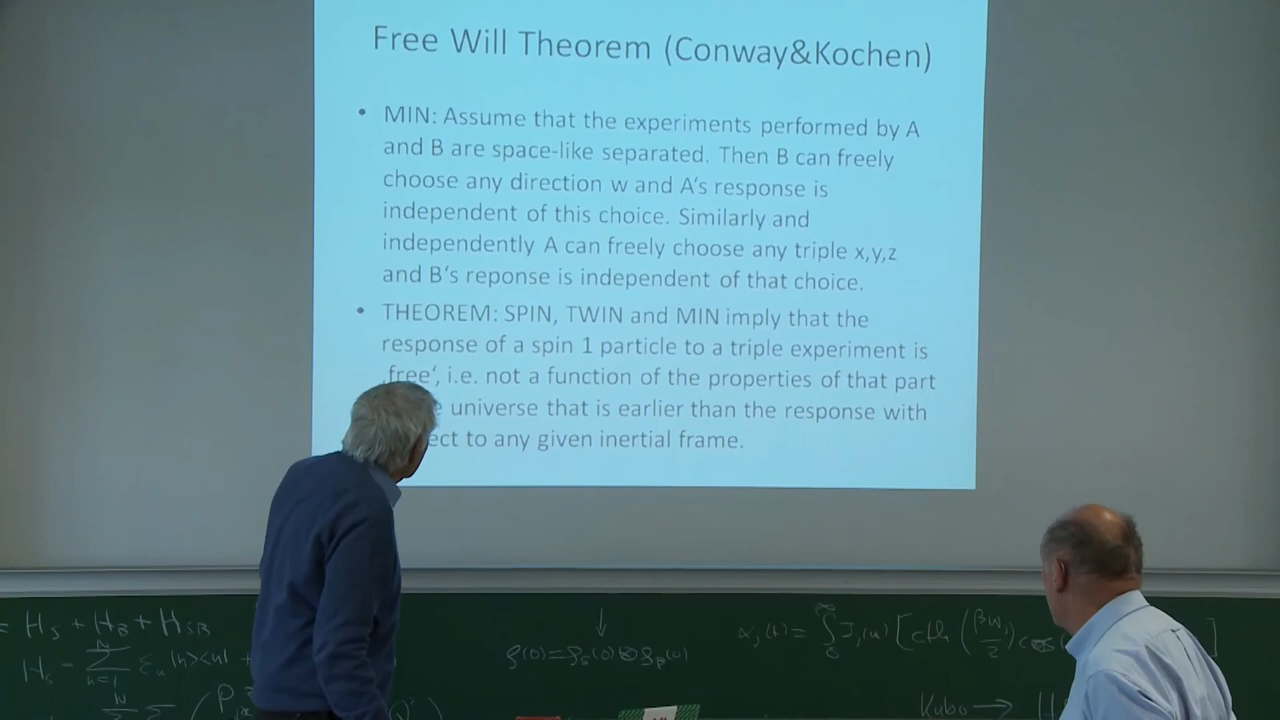 Free Will Theorem (Conway&Kochen)
• MIN: Assume that the experiments performed by A
and B are space-like separated. Then B can freely
choose any direction w and A‘s response is
independent of this choice. Similarly and
independently A can freely choose any triple x,y,z
and B‘s reponse is independent of that choice.
• THEOREM: SPIN, TWIN and MIN imply that the
response of a spin 1 particle to a triple experiment is
‚free‘, i.e. not a function of the properties of that part
universe that is earlier than the response with
ect to any given inertial frame.
= H_S + H_B + H_SB
ρ(0)=ρ_S(0)⊗ρ_B(0)
Kubo →